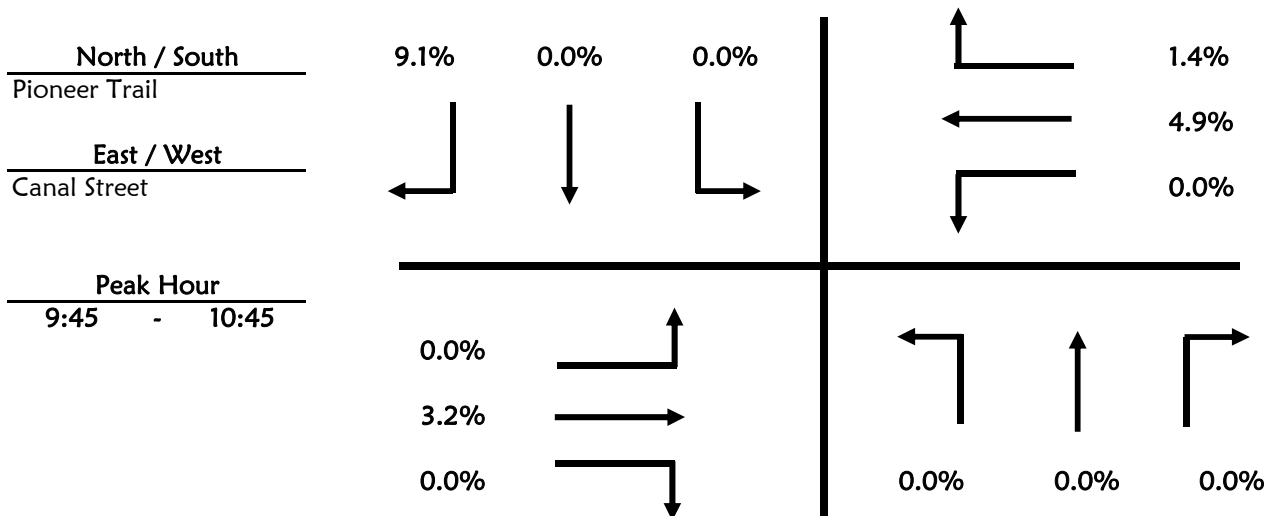 North / South
Pioneer Trail
East / West
Canal Street
Peak Hour
9:45 - 10:45
9.1% 0.0% 0.0%
1.4%
4.9%
0.0%
0.0%
3.2%
0.0%
0.0% 0.0% 0.0%